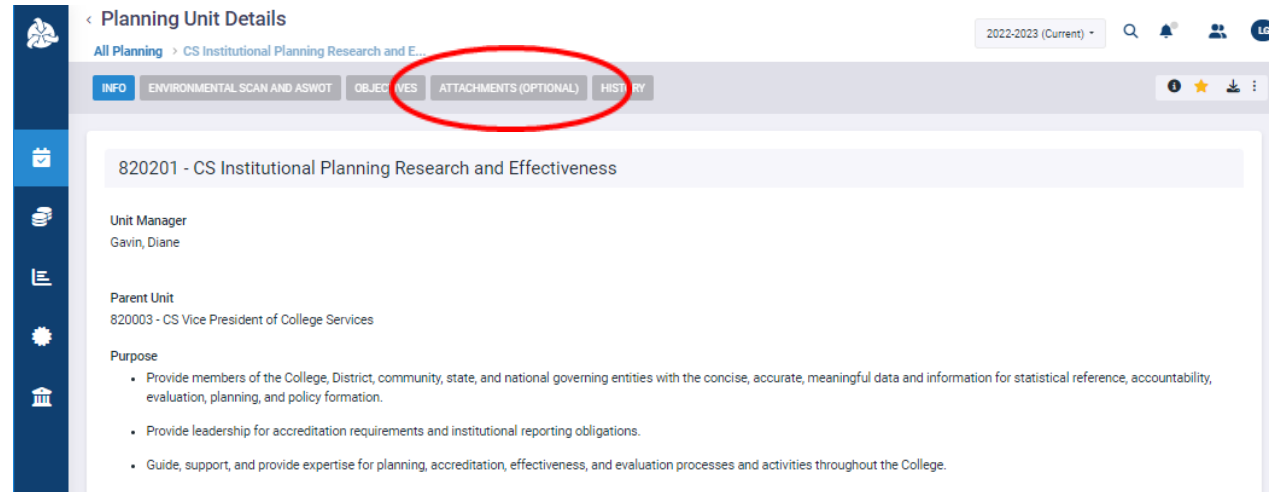 Planning Unit Details
2022-2023 (Current)
LG
All Planning > CS Institutional Planning Research and E...
INFO ENVIRONMENTAL SCAN AND ASWOT OBJECTIVES ATTACHMENTS (OPTIONAL) HISTORY
820201 - CS Institutional Planning Research and Effectiveness
Unit Manager
Gavin, Diane
Parent Unit
820003 - CS Vice President of College Services
Purpose
• Provide members of the College, District, community, state, and national governing entities with the concise, accurate, meaningful data and information for statistical reference, accountability,
evaluation, planning, and policy formation.
• Provide leadership for accreditation requirements and institutional reporting obligations.
• Guide, support, and provide expertise for planning, accreditation, effectiveness, and evaluation processes and activities throughout the College.